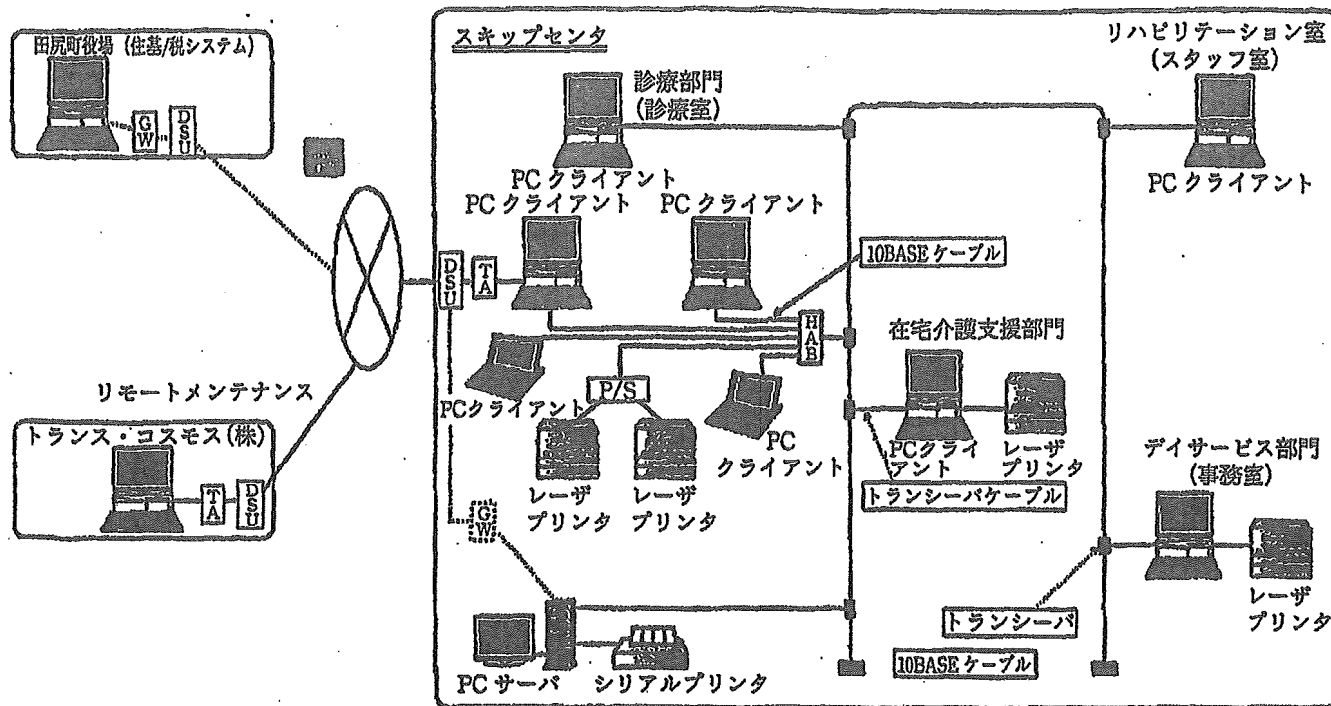 田尻町役場 (住基/税システム)
GW
DSU
スキップセンタ
診療部門
(診療室)
PC クライアント
リハビリテーション室
(スタッフ室)
PC クライアント
PC クライアント
PC クライアント
10BASE ケーブル
DSU
TA
HAB
在宅介護支援部門
P/S
PCクライアント
PC
クライアント
レーザ
プリンタ
レーザ
プリンタ
PCクライ
アント
レーザ
プリンタ
トランシーバケーブル
リモートメンテナンス
トランス・コスモス(株)
TA
DSU
GW
デイサービス部門
(事務室)
レーザ
プリンタ
トランシーバ
10BASE ケーブル
PC サーバ
シリアルプリンタ